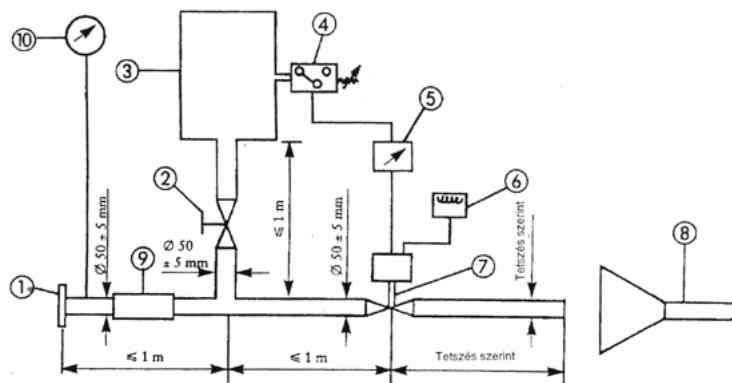 10
4
3
5
2
6
≤ 1 m
Ø 50 ± 5 mm
Ø 50
± 5 mm
Ø 50 ± 5 mm
Tetszés szerint
7
8
9
1
≤ 1 m
≤ 1 m
Tetszés szerint